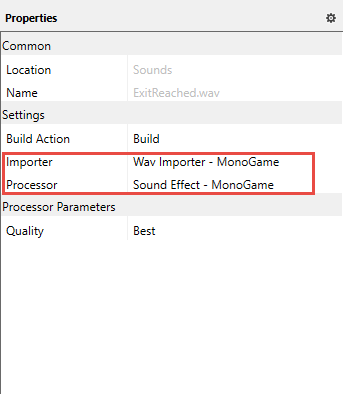 Properties
Common
Location Sounds
Name ExitReached.wav
Settings
Build Action Build
Importer Wav Importer - MonoGame
Processor Sound Effect - MonoGame
Processor Parameters
Quality Best